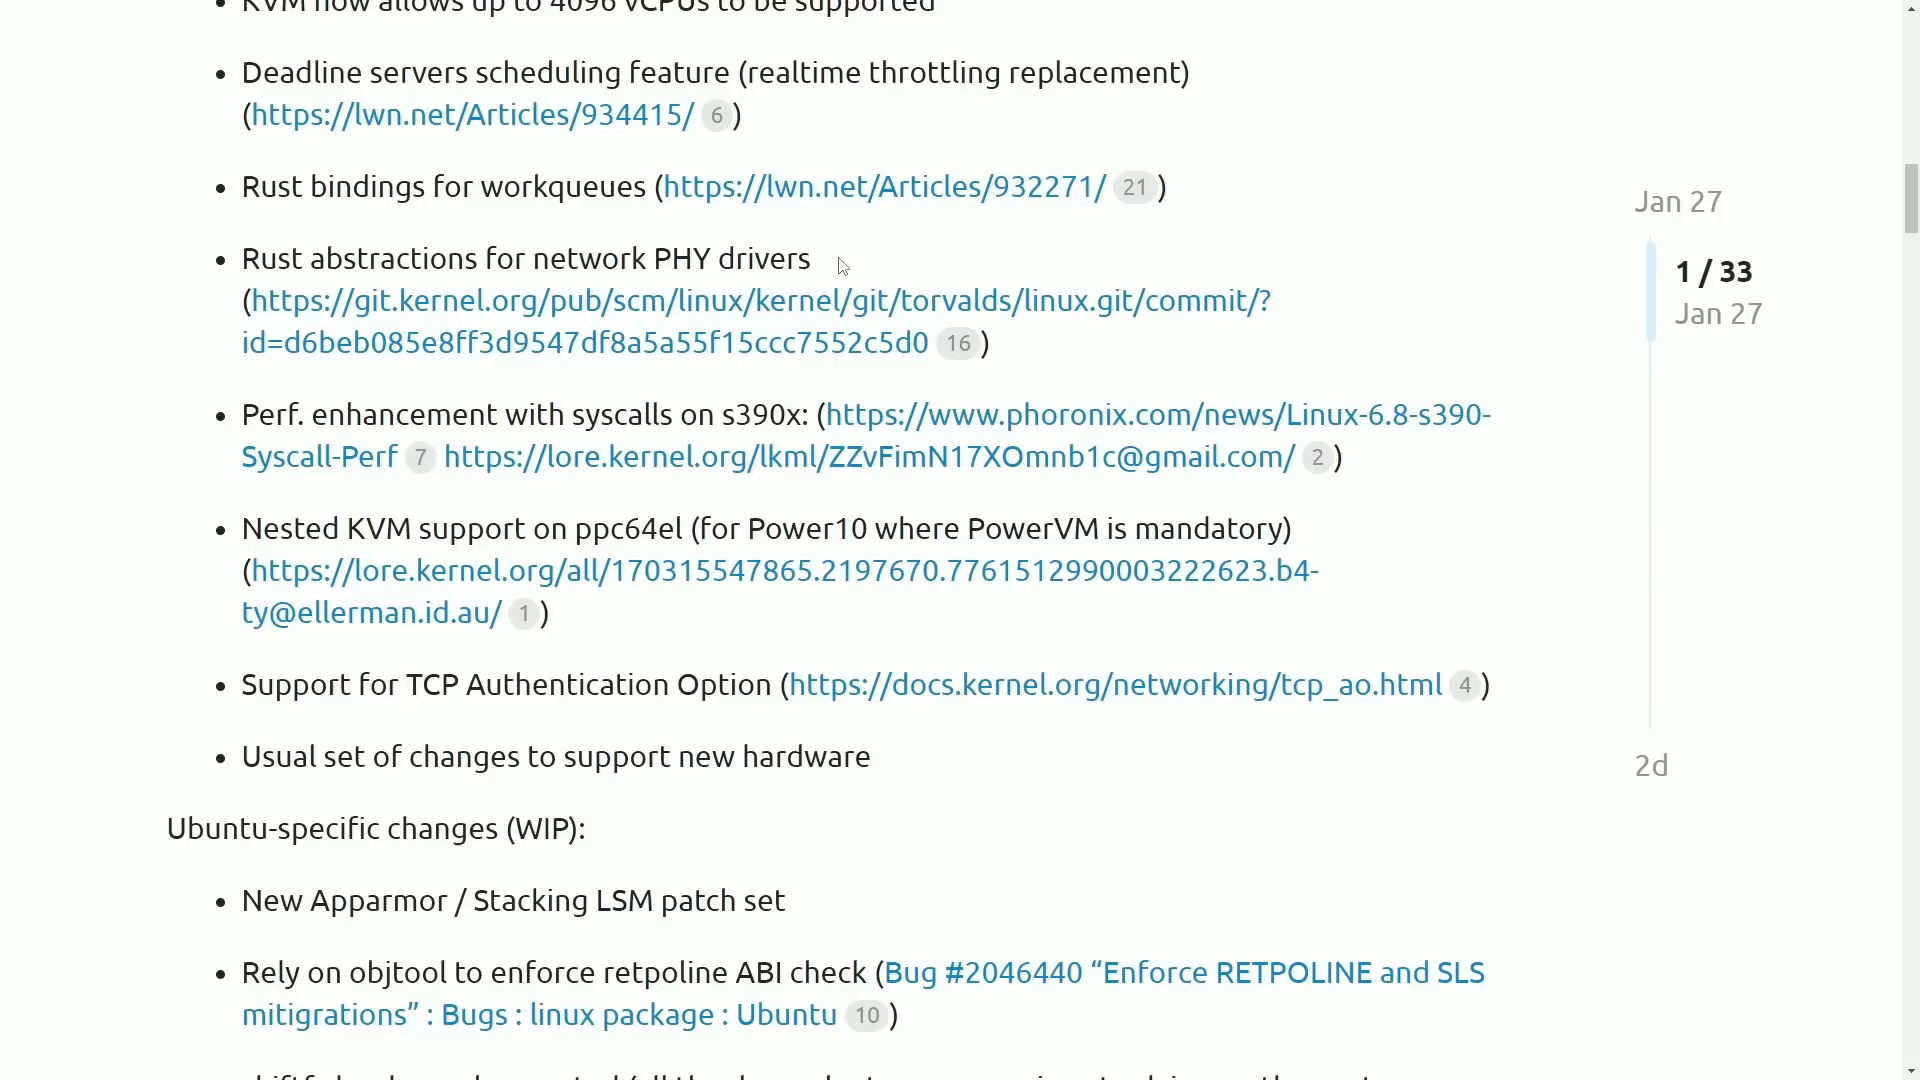 KVM now allows up to 4096 vCPUs to be supported
Deadline servers scheduling feature (realtime throttling replacement)
(https://lwn.net/Articles/934415/ 6)
Rust bindings for workqueues (https://lwn.net/Articles/932271/ 21)
Jan 27
Rust abstractions for network PHY drivers
(https://git.kernel.org/pub/scm/linux/kernel/git/torvalds/linux.git/commit/?
id=d6beb085e8ff3d9547df8a5a55f15ccc7552c5d0 16)
1 / 33
Jan 27
Perf. enhancement with syscalls on s390x: (https://www.phoronix.com/news/Linux-6.8-s390-
Syscall-Perf 7 https://lore.kernel.org/lkml/ZZvFimN17XOmnb1c@gmail.com/ 2)
Nested KVM support on ppc64el (for Power10 where PowerVM is mandatory)
(https://lore.kernel.org/all/170315547865.2197670.7761512990003222623.b4-
ty@ellerman.id.au/ 1)
Support for TCP Authentication Option (https://docs.kernel.org/networking/tcp_ao.html 4)
Usual set of changes to support new hardware
2d
Ubuntu-specific changes (WIP):
New Apparmor / Stacking LSM patch set
Rely on objtool to enforce retpoline ABI check (Bug #2046440 “Enforce RETPOLINE and SLS
mitigrations” : Bugs : linux package : Ubuntu 10)